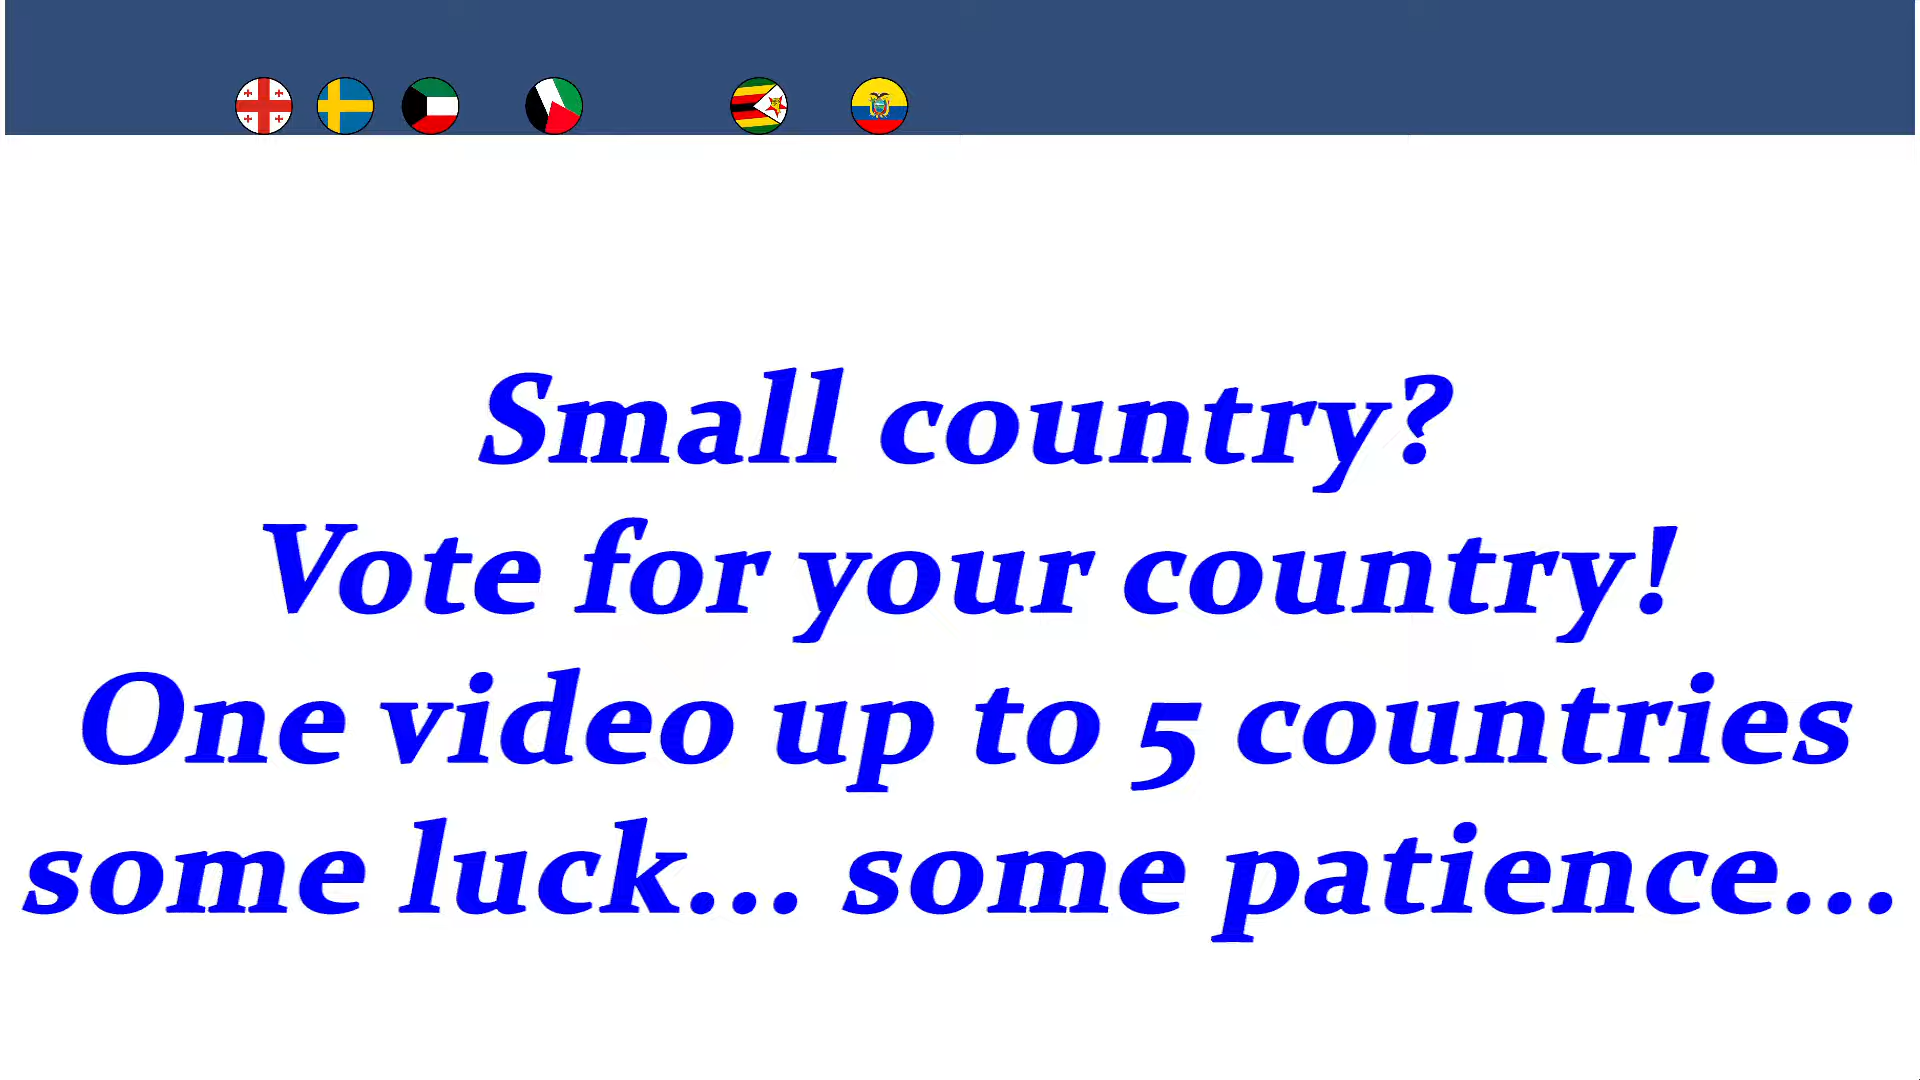 Small country?
Vote for your country!
One video up to 5 countries
some luck... some patience...